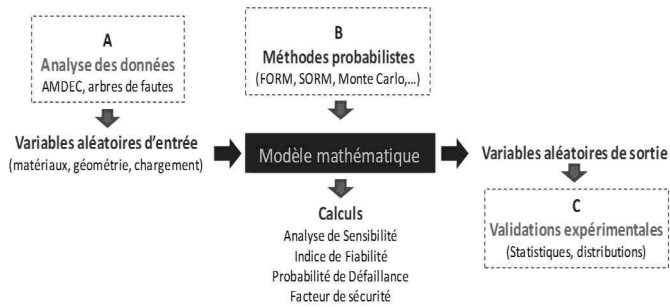 A
Analyse des données
AMDEC, arbres de fautes
B
Méthodes probabilistes
(FORM, SORM, Monte Carlo,...)
Variables aléatoires d'entrée
(matériaux, géométrie, chargement)
Modèle mathématique
Variables aléatoires de sortie
Calculs
Analyse de Sensibilité
Indice de Fiabilité
Probabilité de Défaillance
Facteur de sécurité
C
Validations expérimentales
(Statistiques, distributions)